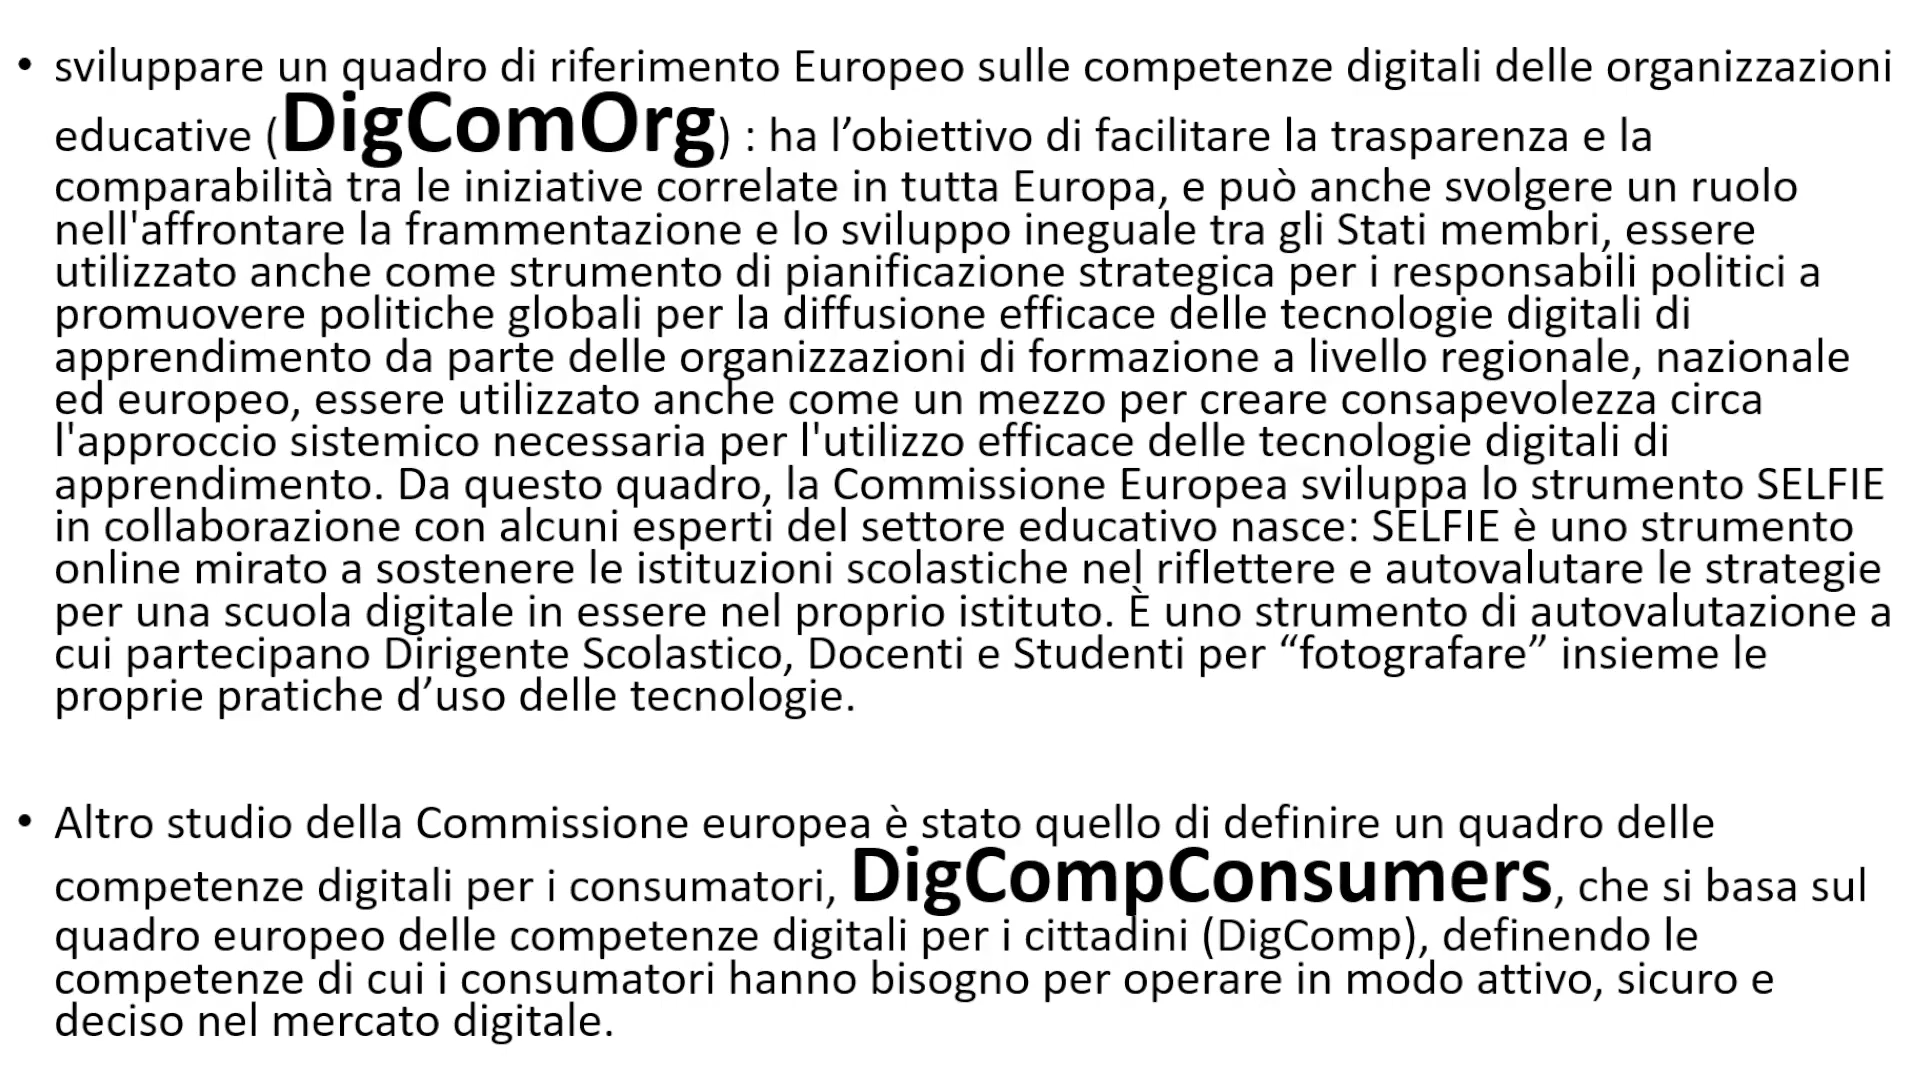 • sviluppare un quadro di riferimento Europeo sulle competenze digitali delle organizzazioni
educative (DigComOrg) : ha l’obiettivo di facilitare la trasparenza e la
comparabilità tra le iniziative correlate in tutta Europa, e può anche svolgere un ruolo
nell'affrontare la frammentazione e lo sviluppo ineguale tra gli Stati membri, essere
utilizzato anche come strumento di pianificazione strategica per i responsabili politici a
promuovere politiche globali per la diffusione efficace delle tecnologie digitali di
apprendimento da parte delle organizzazioni di formazione a livello regionale, nazionale
ed europeo, essere utilizzato anche come un mezzo per creare consapevolezza circa
l'approccio sistemico necessaria per l'utilizzo efficace delle tecnologie digitali di
apprendimento. Da questo quadro, la Commissione Europea sviluppa lo strumento SELFIE
in collaborazione con alcuni esperti del settore educativo nasce: SELFIE è uno strumento
online mirato a sostenere le istituzioni scolastiche nel riflettere e autovalutare le strategie
per una scuola digitale in essere nel proprio istituto. È uno strumento di autovalutazione a
cui partecipano Dirigente Scolastico, Docenti e Studenti per “fotografare” insieme le
proprie pratiche d’uso delle tecnologie.
• Altro studio della Commissione europea è stato quello di definire un quadro delle
competenze digitali per i consumatori, DigCompConsumers, che si basa sul
quadro europeo delle competenze digitali per i cittadini (DigComp), definendo le
competenze di cui i consumatori hanno bisogno per operare in modo attivo, sicuro e
deciso nel mercato digitale.